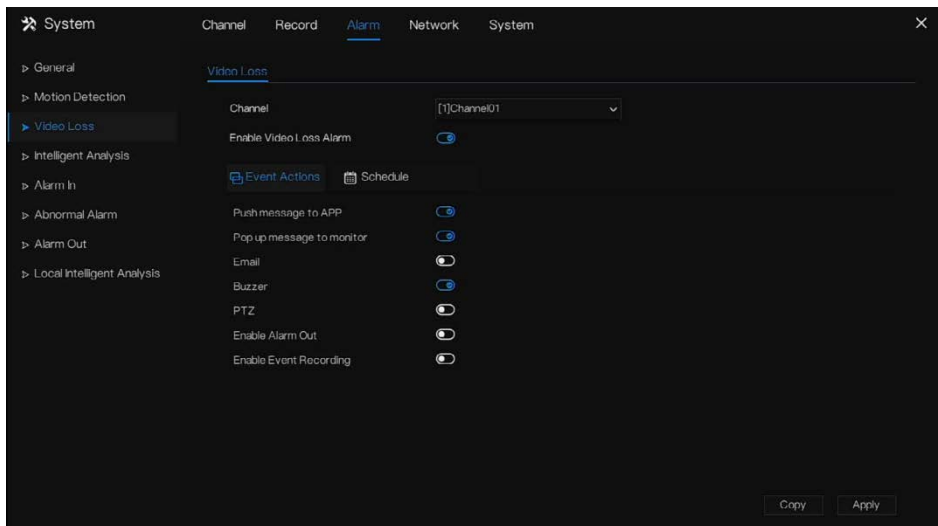 System
Channel Record Alarm Network System
General
Motion Detection
Video Loss
Intelligent Analysis
Alarm In
Abnormal Alarm
Alarm Out
Local Intelligent Analysis
Video Loss
Channel [1]Channel01
Enable Video Loss Alarm
Event Actions Schedule
Push message to APP
Pop up message to monitor
Email
Buzzer
PTZ
Enable Alarm Out
Enable Event Recording
Copy Apply